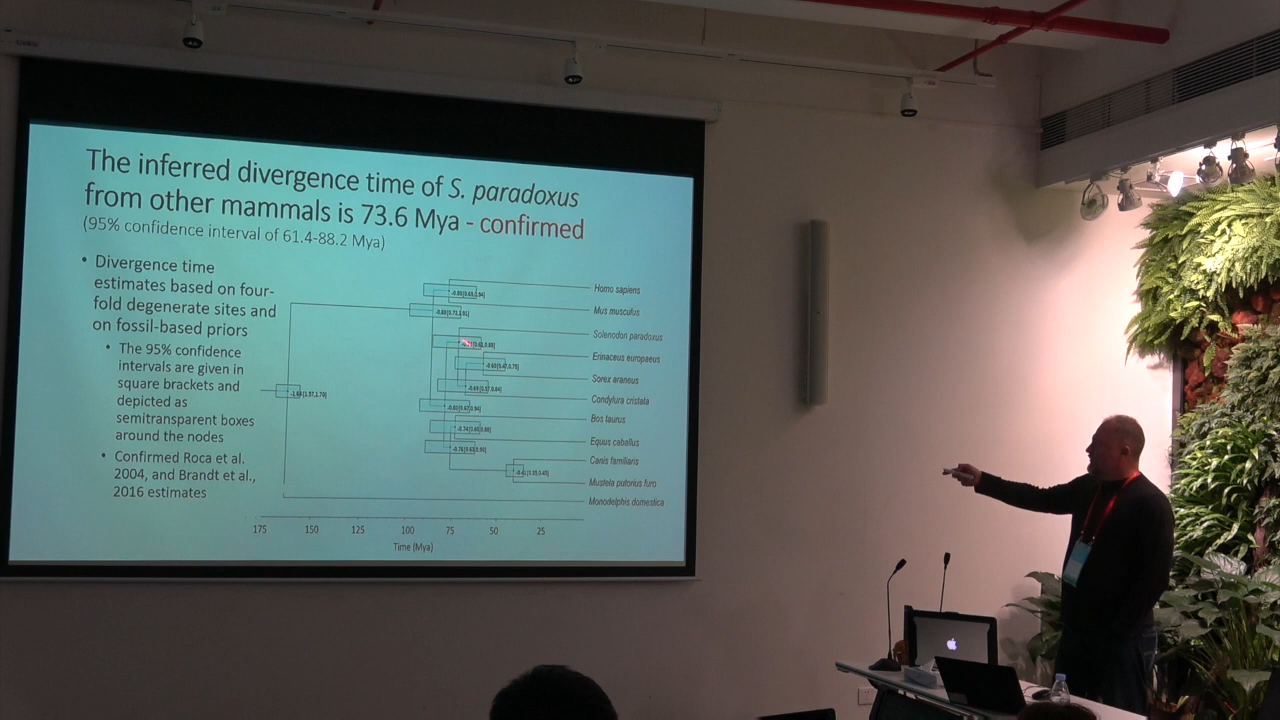 The inferred divergence time of S. paradoxus
from other mammals is 73.6 Mya - confirmed
(95% confidence interval of 61.4-88.2 Mya)
• Divergence time
estimates based on four-
fold degenerate sites and
on fossil-based priors
• The 95% confidence
intervals are given in
square brackets and
depicted as
semitransparent boxes
around the nodes
• Confirmed Roca et al.
2004, and Brandt et al.,
2016 estimates
Homo sapiens
Mus musculus
Solenodon paradoxus
Erinaceus europaeus
Sorex araneus
Condylura cristata
Bos taurus
Equus caballus
Canis familiaris
Mustela putorius furo
Monodelphis domestica
175 150 125 100 75 50 25
Time (Mya)